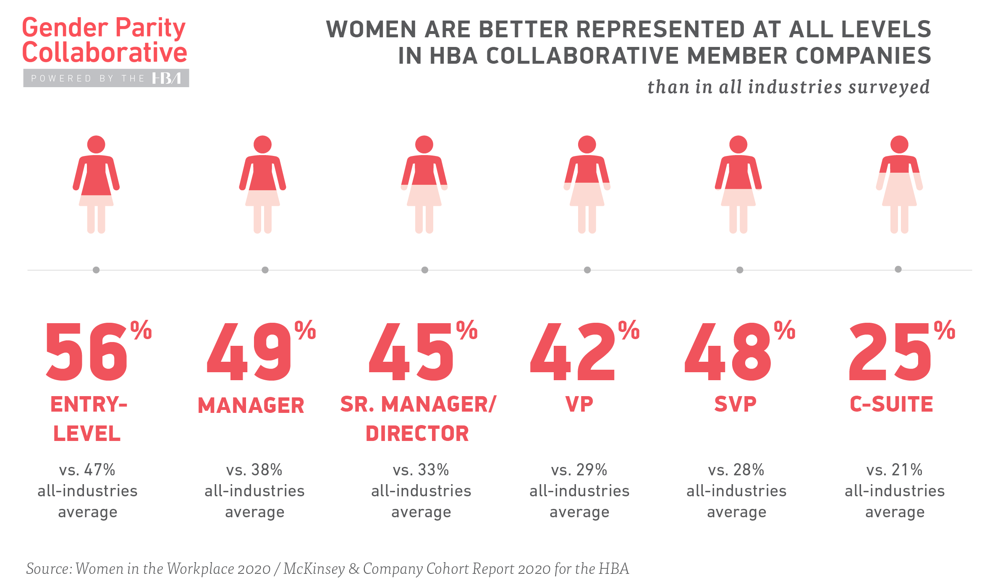 Gender Parity
Collaborative
POWERED BY THE HBA
WOMEN ARE BETTER REPRESENTED AT ALL LEVELS
IN HBA COLLABORATIVE MEMBER COMPANIES
than in all industries surveyed
56%
ENTRY-
LEVEL
vs. 47%
all-industries
average
49%
MANAGER
vs. 38%
all-industries
average
45%
SR. MANAGER/
DIRECTOR
vs. 33%
all-industries
average
42%
VP
vs. 29%
all-industries
average
48%
SVP
vs. 28%
all-industries
average
25%
C-SUITE
vs. 21%
all-industries
average
Source: Women in the Workplace 2020 / McKinsey & Company Cohort Report 2020 for the HBA